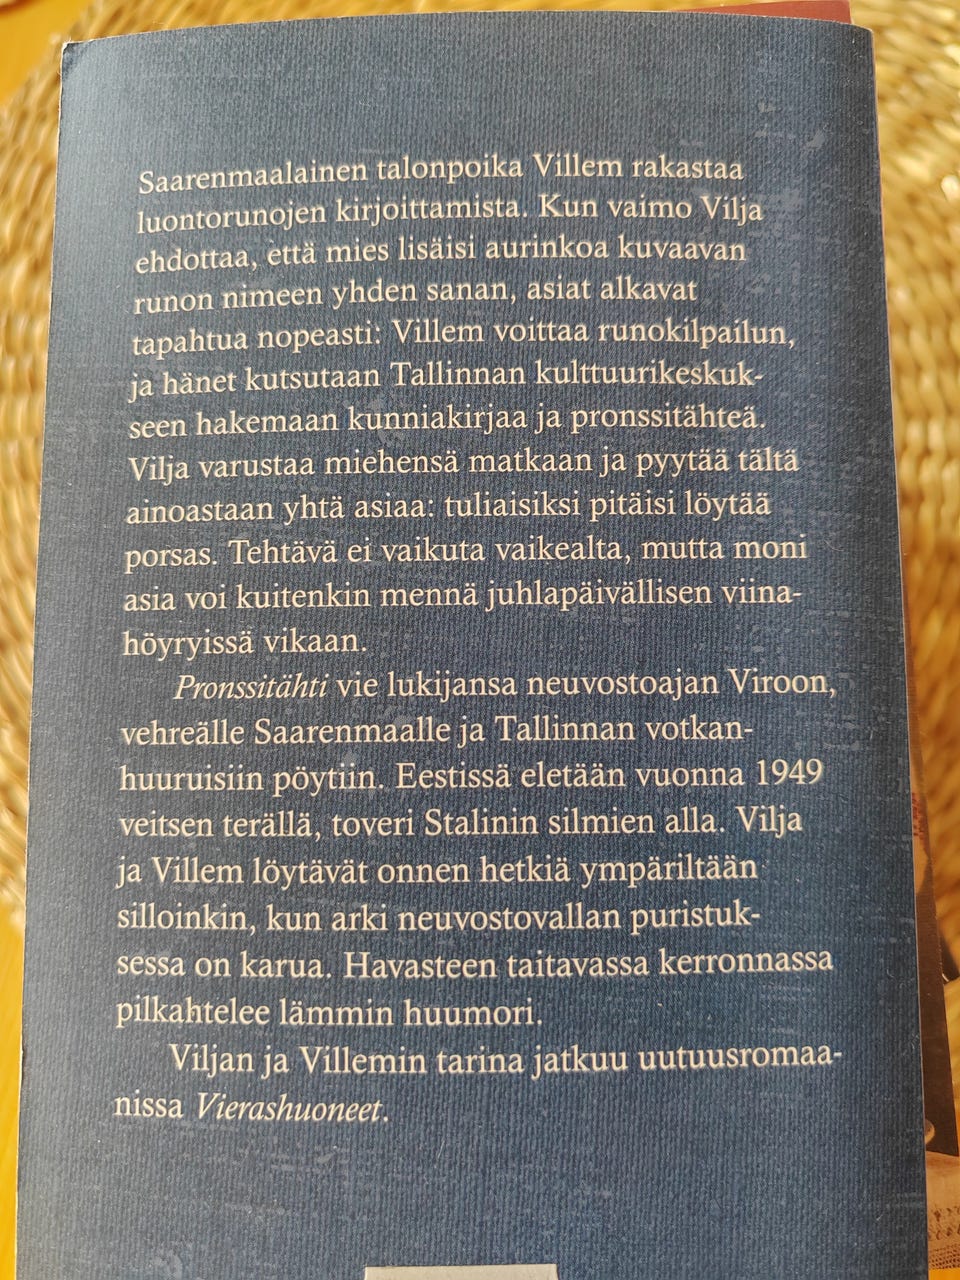 Saarenmaalainen talonpoika Villem rakastaa
luontorunojen kirjoittamista. Kun vaimo Vilja
ehdottaa, että mies lisäisi aurinkoa kuvaavan
runon nimeen yhden sanan, asiat alkavat
tapahtua nopeasti: Villem voittaa runokilpailun,
ja hänet kutsutaan Tallinnan kulttuurikeskuk-
seen hakemaan kunniakirjaa ja pronssitähteä.
Vilja varustaa miehensä matkaan ja pyytää tältä
ainoastaan yhtä asiaa: tuliaisiksi pitäisi löytää
porsas. Tehtävä ei vaikuta vaikealta, mutta moni
asia voi kuitenkin mennä juhlapäivällisen viina-
höyryissä vikaan.
Pronssitähti vie lukijansa neuvostoajan Viroon,
vehreälle Saarenmaalle ja Tallinnan votkan-
huuruisiin pöytiin. Eestissä eletään vuonna 1949
veitsen terällä, toveri Stalinin silmien alla. Vilja
ja Villem löytävät onnen hetkiä ympäriltään
silloinkin, kun arki neuvostovallan puristuk-
sessa on karua. Havasteen taitavassa kerronnassa
pilkahtelee lämmin huumori.
Viljan ja Villemin tarina jatkuu uutuusromaa-
nissa Vierashuoneet.